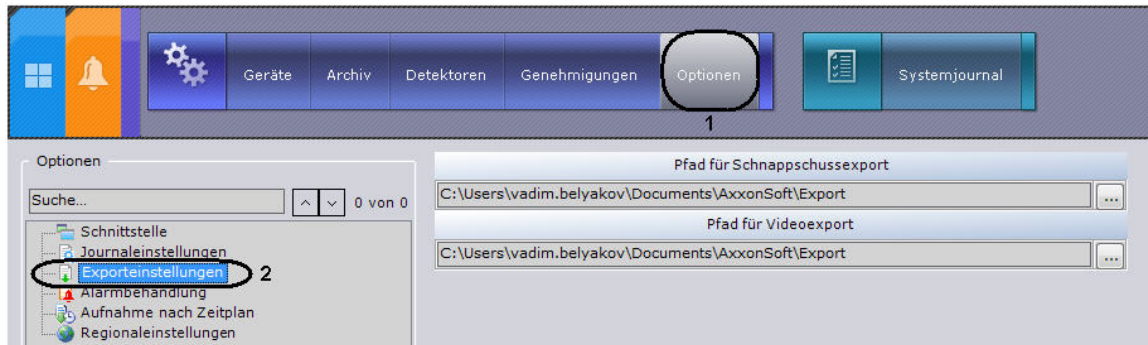 Geräte Archiv Detektoren Genehmigungen Optionen Systemjournal
1
Optionen
Suche... 0 von 0
Schnittstelle
Journaleinstellungen
Exporteinstellungen 2
Alarmbehandlung
Aufnahme nach Zeitplan
Regionaleinstellungen
Pfad für Schnappschussexport
C:\Users\vadim.belyakov\Documents\AxxonSoft\Export ...
Pfad für Videoexport
C:\Users\vadim.belyakov\Documents\AxxonSoft\Export ...